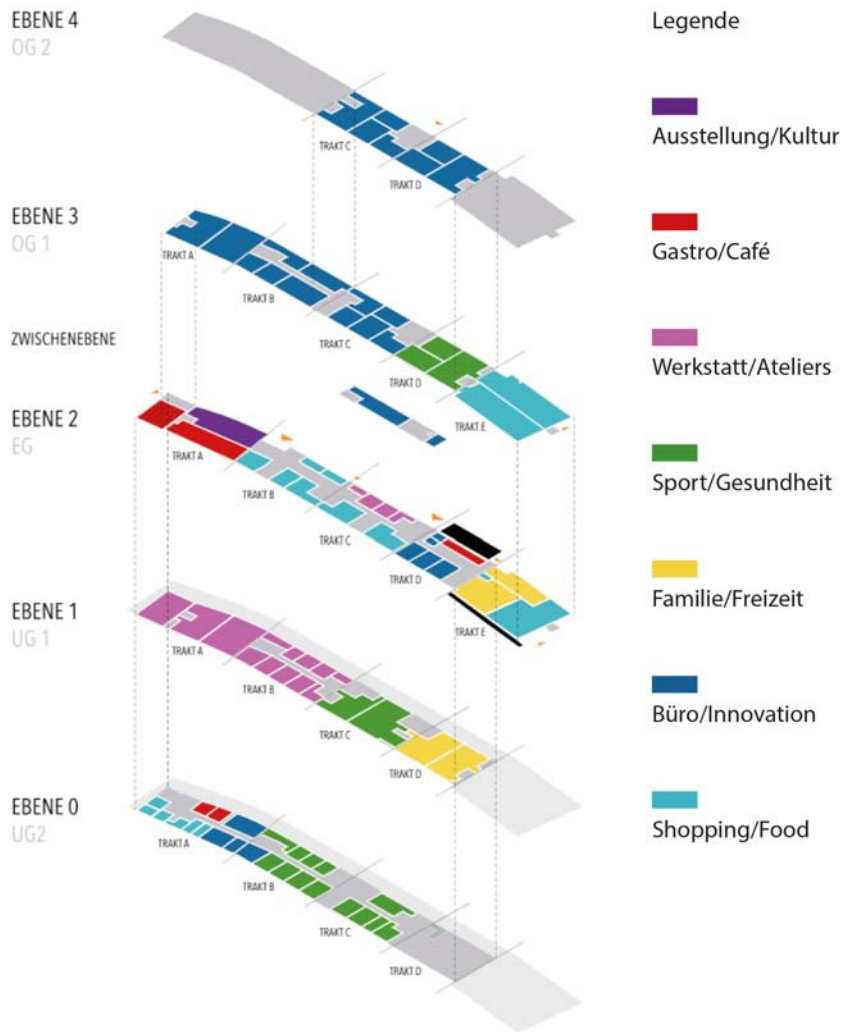 EBENE 4
OG 2
TRAKT C
TRAKT D
EBENE 3
OG 1
TRAKT A
TRAKT B
TRAKT C
TRAKT D
TRAKT E
ZWISCHENEBENE
EBENE 2
EG
TRAKT A
TRAKT B
TRAKT C
TRAKT D
TRAKT E
EBENE 1
UG 1
TRAKT A
TRAKT B
TRAKT C
TRAKT D
EBENE 0
UG2
TRAKT A
TRAKT B
TRAKT C
TRAKT D
Legende
Ausstellung/Kultur
Gastro/Café
Werkstatt/Ateliers
Sport/Gesundheit
Familie/Freizeit
Büro/Innovation
Shopping/Food